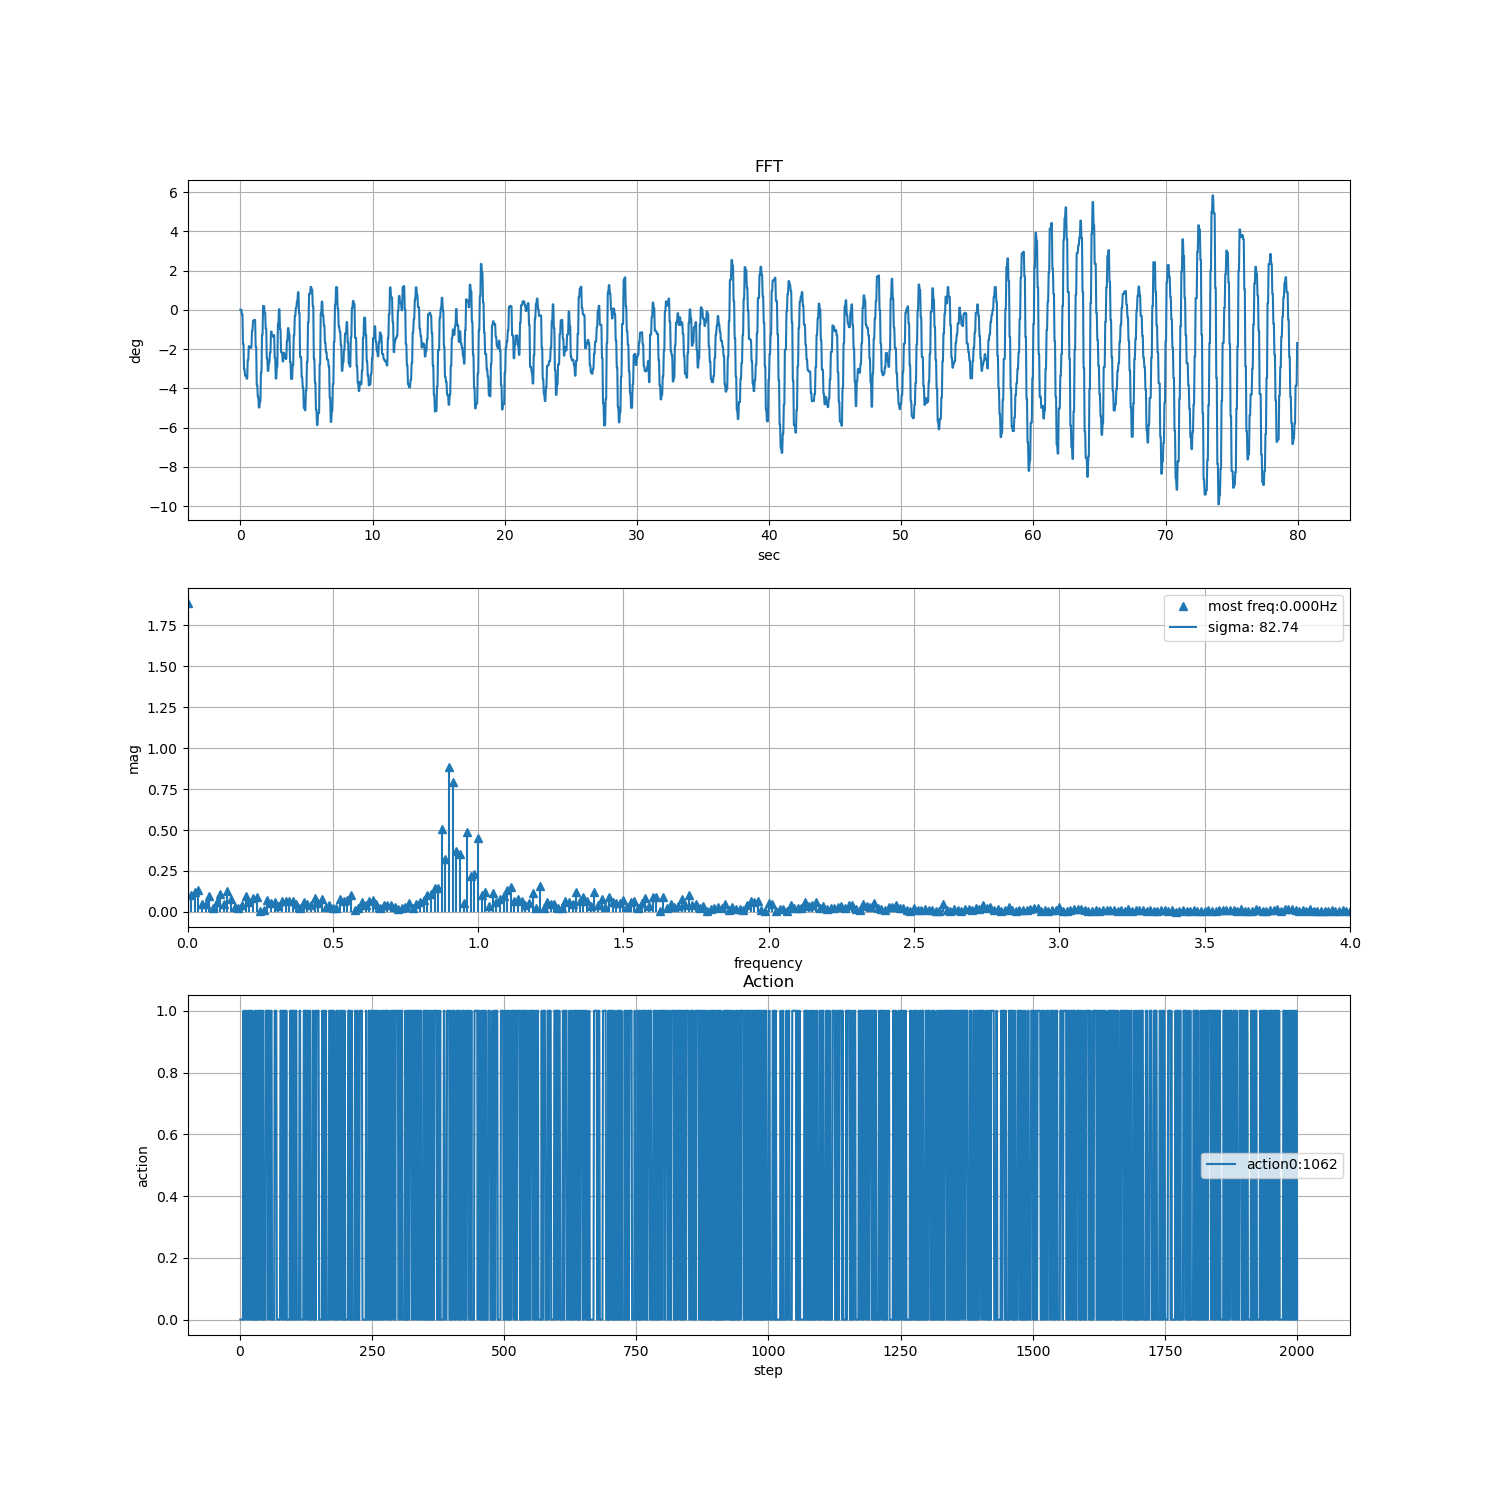 FFT
6
4
2
0
−2
−4
−6
−8
−10
deg
0 10 20 30 40 50 60 70 80
sec
most freq:0.000Hz
sigma: 82.74
1.75
1.50
1.25
1.00
0.75
0.50
0.25
0.00
mag
0.0 0.5 1.0 1.5 2.0 2.5 3.0 3.5 4.0
frequency
Action
1.0
0.8
0.6
0.4
0.2
0.0
action
action0:1062
0 250 500 750 1000 1250 1500 1750 2000
step